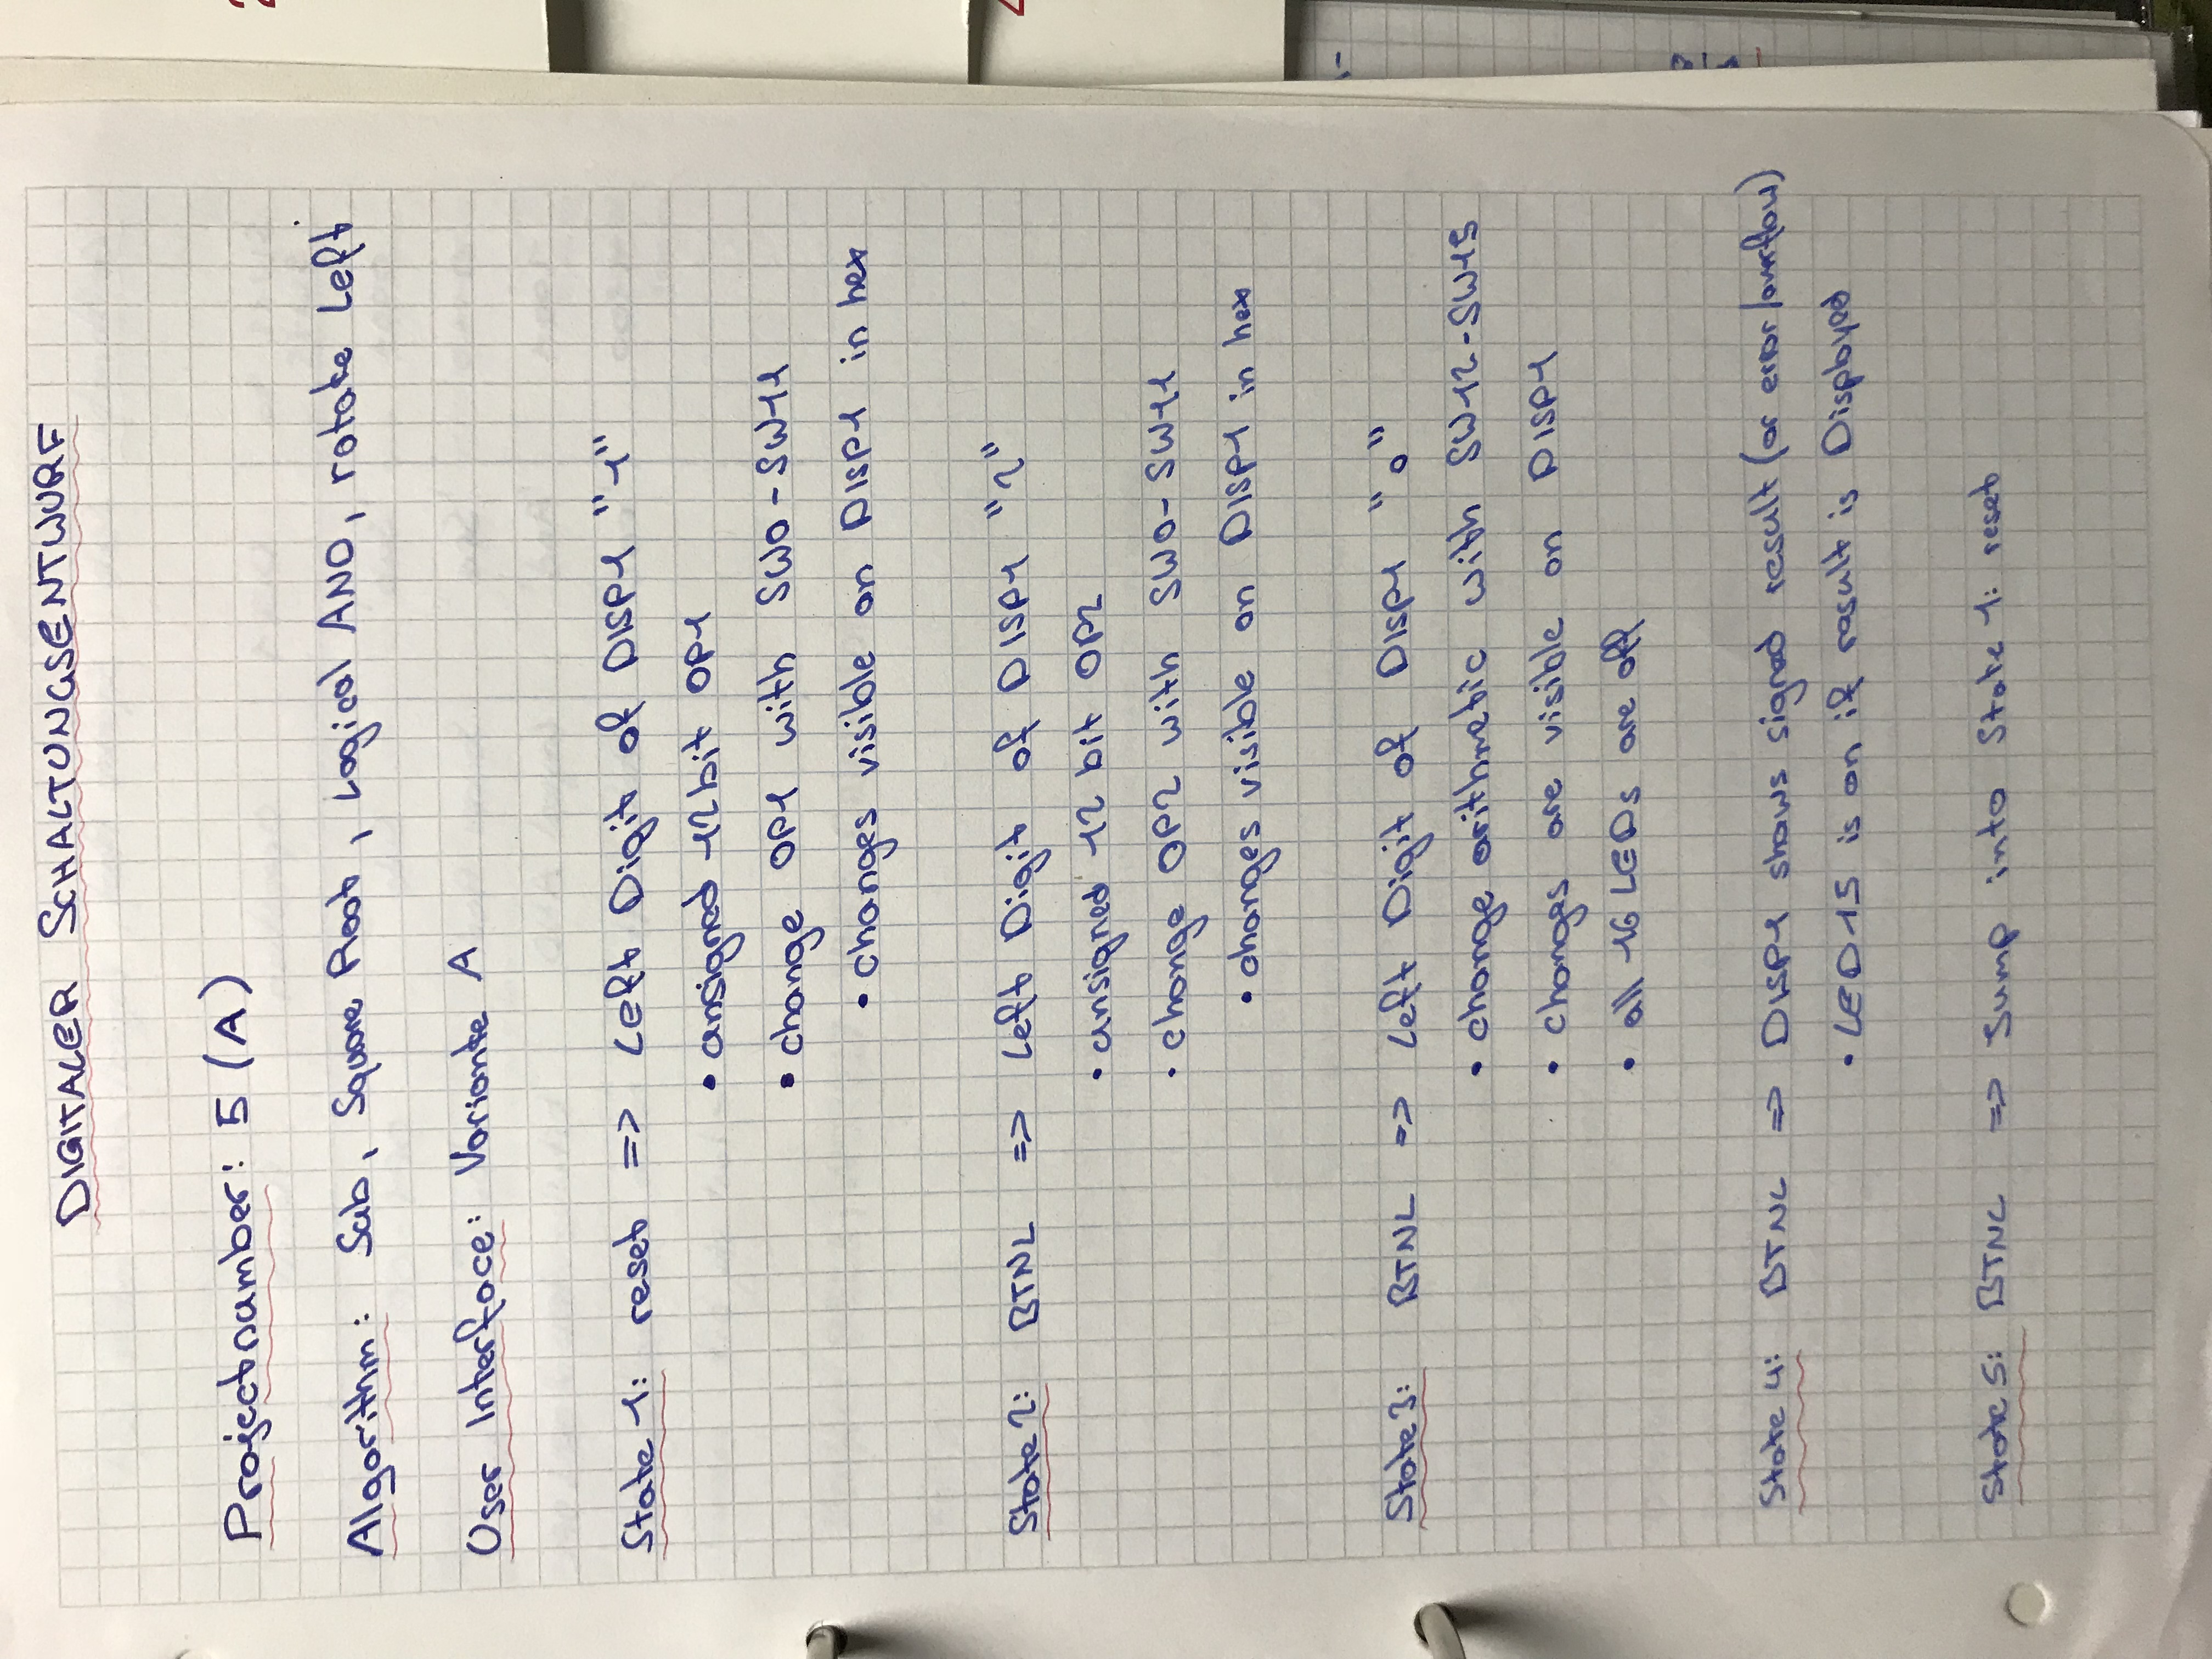 DIGITALER SCHALTUNGSENTWURF
Projectnumber: 5 (A)
Algorithm: Sub, Square Root, Logical AND, rotate Left
User Interface: Variante A
State 1: reset => Left Digit of DISP1 "1"
• unsigned 12bit OP1
• change OP1 with SW0-SW11
• changes visible on DISP1 in hex
State 2: BTNL => Left Digit of DISP1 "2"
• unsigned 12 bit OP2
• change OP2 with SW0-SW11
• changes visible on DISP1 in hex
State 3: BTNL => Left Digit of DISP1 "o"
• change arithmetic with SW12-SW15
• changes are visible on DISP1
• all 16 LEDs are off
State 4: BTNL => DISP1 shows signed result (or error/overflow)
• LED15 is on if result is Displayed
State 5: BTNL => Jump into State 1: reset